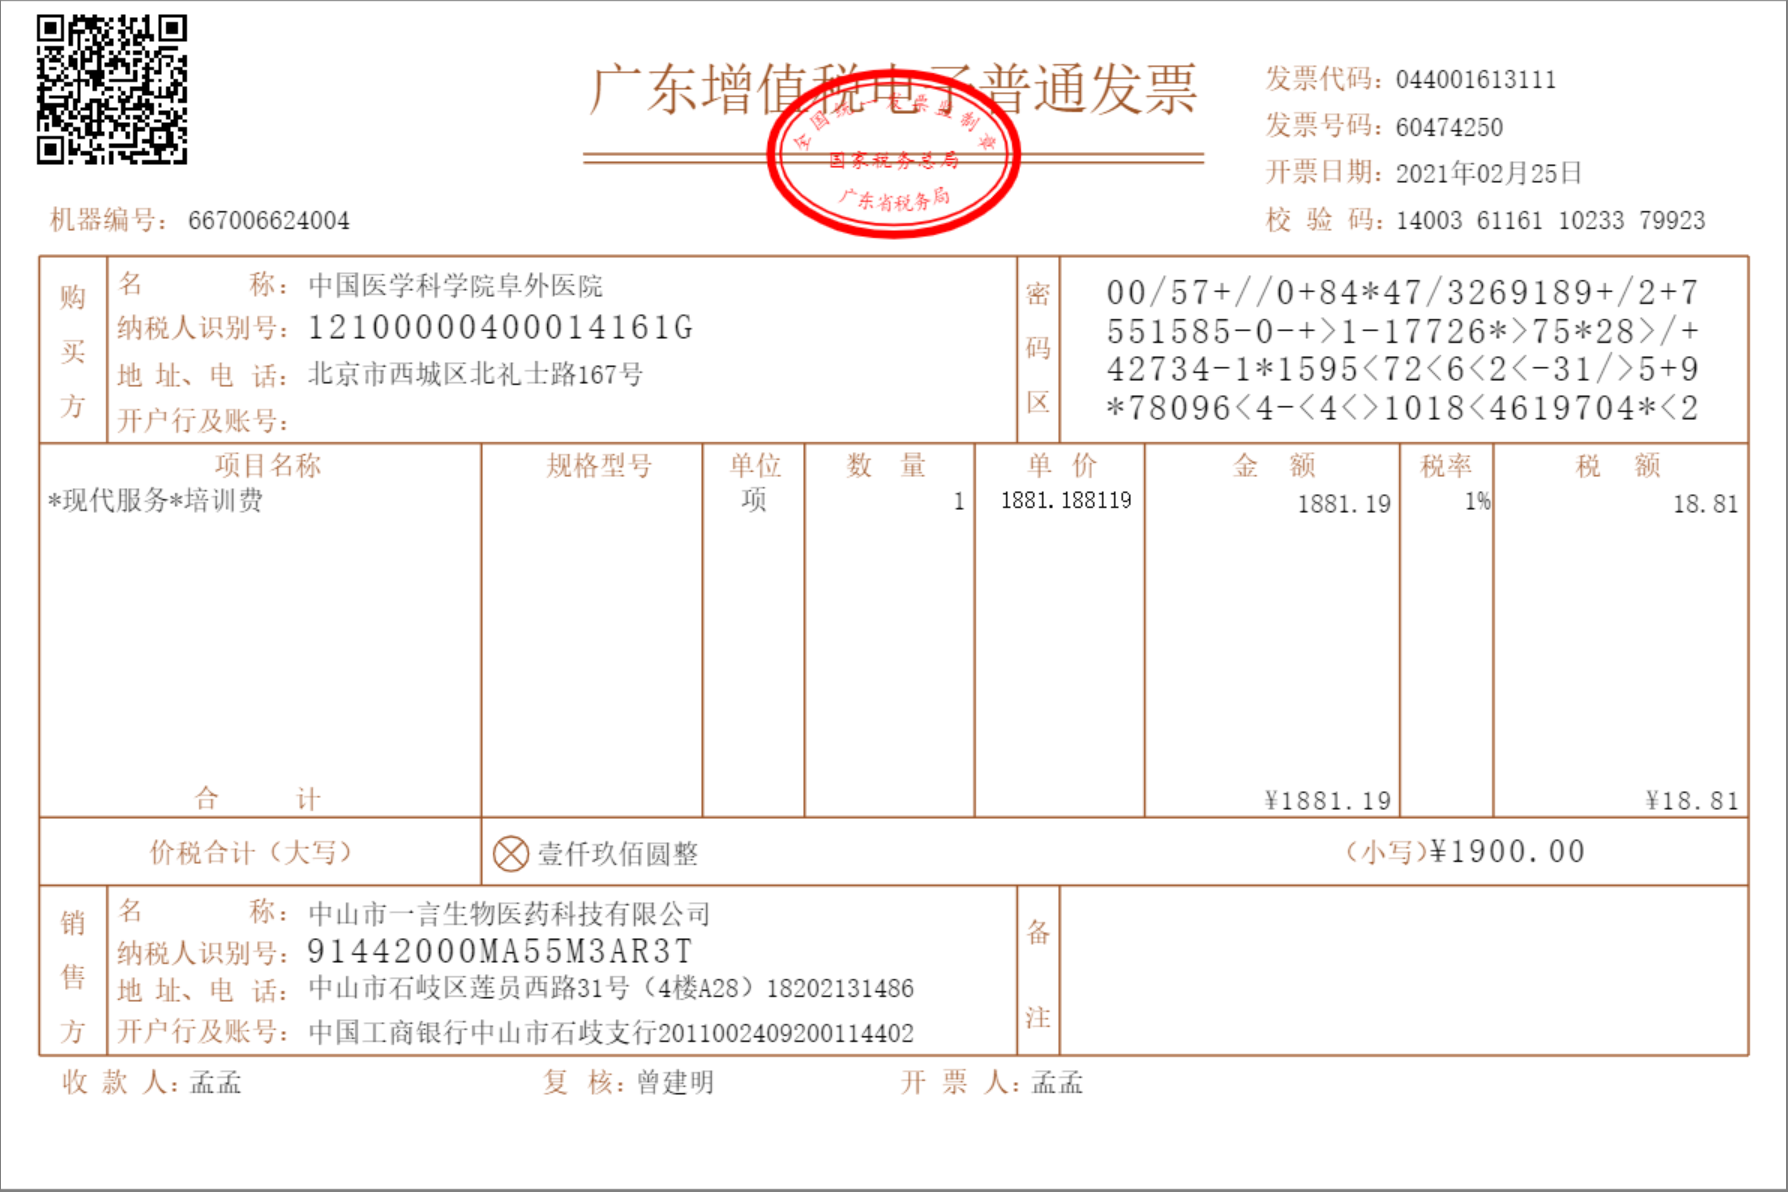 广东增值税电子普通发票
全国统一发票监制章
国家税务总局
广东省税务局
发票代码：044001613111
发票号码：60474250
开票日期：2021年02月25日
校 验 码：14003 61161 10233 79923
机器编号：667006624004
购买方
名 称：中国医学科学院阜外医院
纳税人识别号：12100000400014161G
地 址、电 话：北京市西城区北礼士路167号
开户行及账号：
密码区
00/57+//0+84*47/3269189+/2+7
551585-0-+>1-17726*>75*28>/+
42734-1*1595<72<6<2<-31/>5+9
*78096<4-<4<>1018<4619704*<2
项目名称 规格型号 单位 数 量 单 价 金 额 税率 税 额
*现代服务*培训费 项 1 1881.188119 1881.19 1% 18.81
合 计 ¥1881.19 ¥18.81
价税合计（大写） 壹仟玖佰圆整 （小写）¥1900.00
销售方
名 称：中山市一言生物医药科技有限公司
纳税人识别号：91442000MA55M3AR3T
地 址、电 话：中山市石岐区莲员西路31号（4楼A28）18202131486
开户行及账号：中国工商银行中山市石歧支行2011002409200114402
备注
收 款 人：孟孟 复 核：曾建明 开 票 人：孟孟